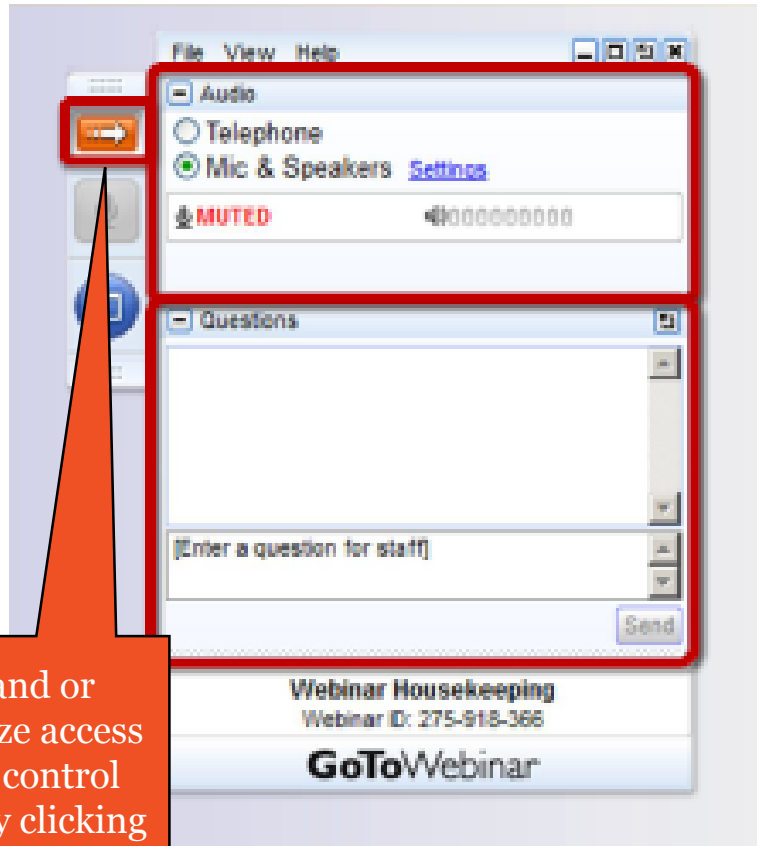 File View Help
Audio
Telephone
Mic & Speakers Settings
MUTED
Questions
[Enter a question for staff]
Send
Webinar Housekeeping
Webinar ID: 275-918-366
GoToWebinar
and or
ze access
control
y clicking